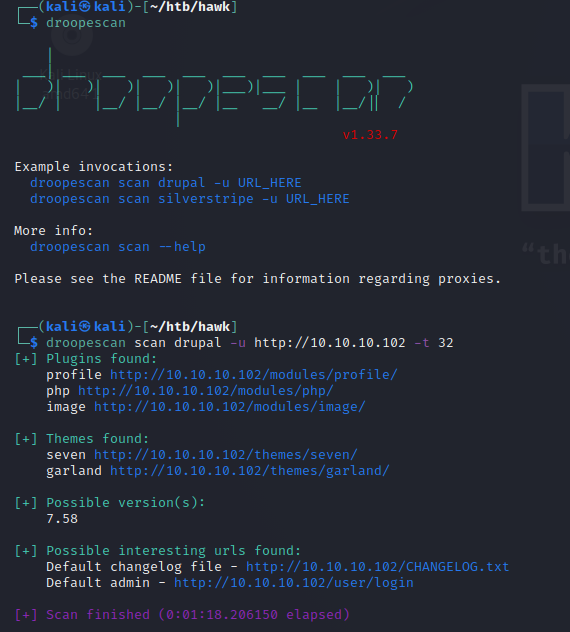 ┌──(kali㉿kali)-[~/htb/hawk]
└─$ droopescan
v1.33.7
Example invocations:
droopescan scan drupal -u URL_HERE
droopescan scan silverstripe -u URL_HERE
More info:
droopescan scan --help
Please see the README file for information regarding proxies.
┌──(kali㉿kali)-[~/htb/hawk]
└─$ droopescan scan drupal -u http://10.10.10.102 -t 32
[+] Plugins found:
profile http://10.10.10.102/modules/profile/
php http://10.10.10.102/modules/php/
image http://10.10.10.102/modules/image/
[+] Themes found:
seven http://10.10.10.102/themes/seven/
garland http://10.10.10.102/themes/garland/
[+] Possible version(s):
7.58
[+] Possible interesting urls found:
Default changelog file - http://10.10.10.102/CHANGELOG.txt
Default admin - http://10.10.10.102/user/login
[+] Scan finished (0:01:18.206150 elapsed)
“th